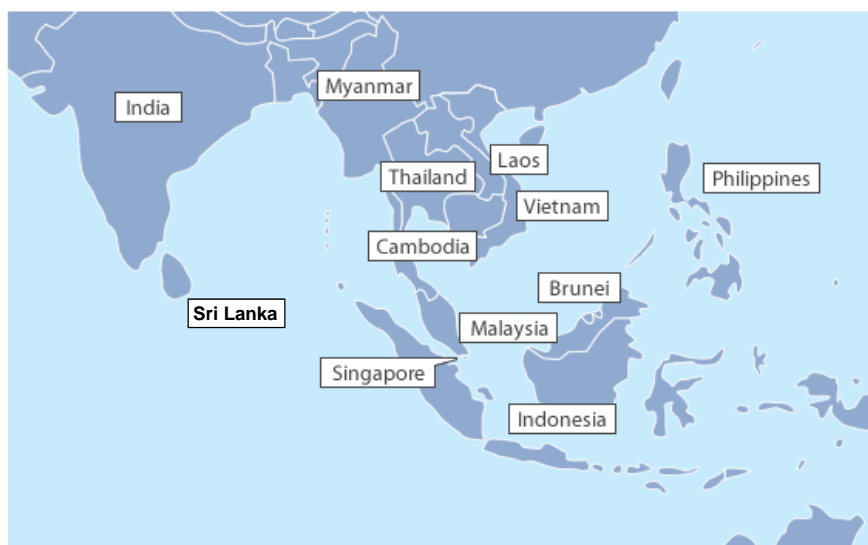 Myanmar
India
Laos
Thailand
Philippines
Vietnam
Cambodia
Brunei
Sri Lanka
Malaysia
Singapore
Indonesia